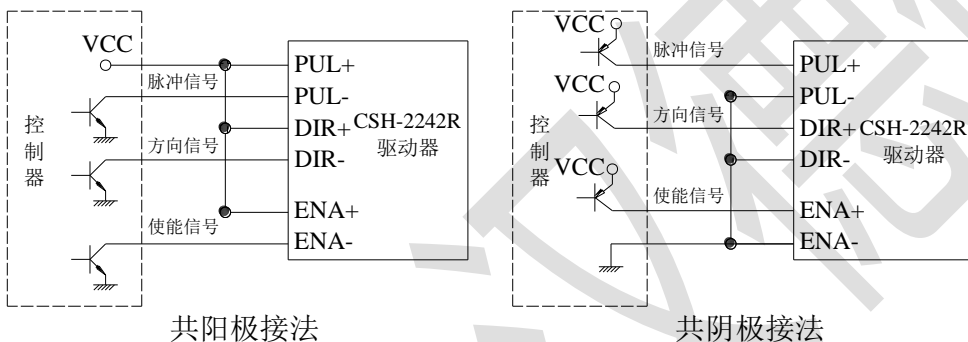 VCC
脉冲信号
方向信号
使能信号
控制器
PUL+
PUL-
DIR+
DIR-
ENA+
ENA-
CSH-2242R
驱动器
共阳极接法
VCC
VCC
VCC
脉冲信号
方向信号
使能信号
控制器
PUL+
PUL-
DIR+
DIR-
ENA+
ENA-
CSH-2242R
驱动器
共阴极接法